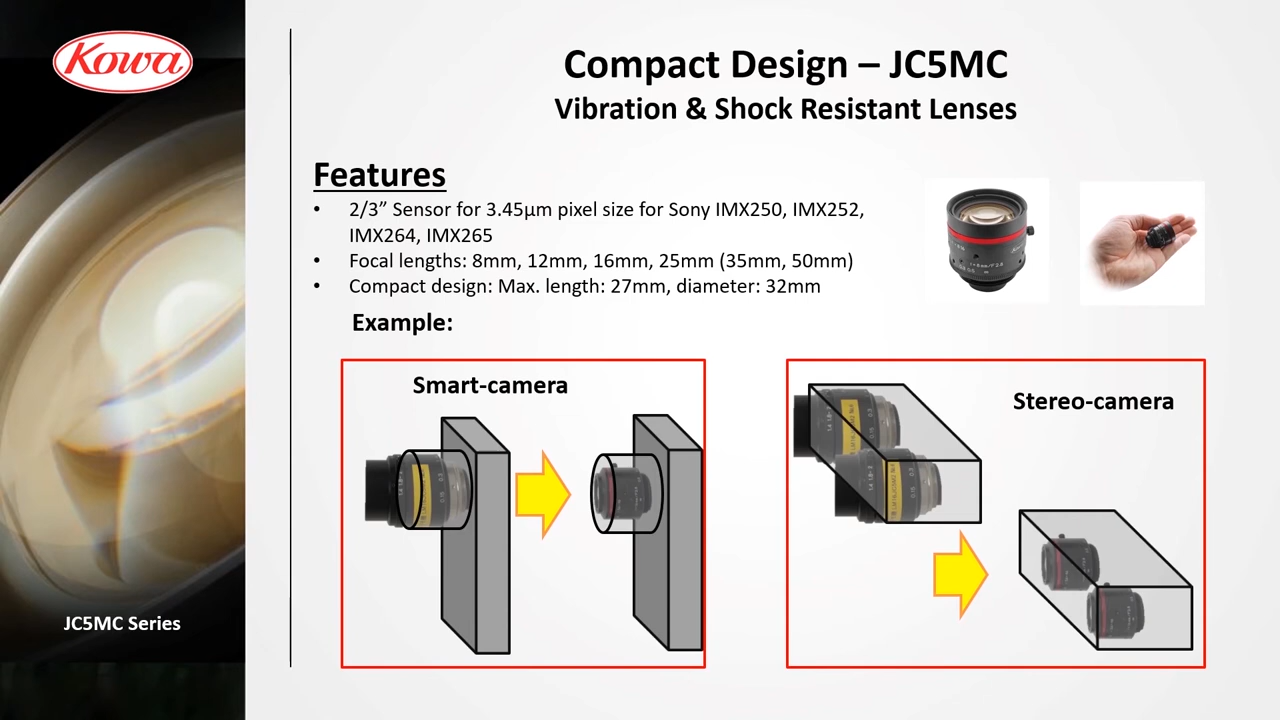 Kowa
Compact Design – JC5MC
Vibration & Shock Resistant Lenses
Features
• 2/3” Sensor for 3.45µm pixel size for Sony IMX250, IMX252,
IMX264, IMX265
• Focal lengths: 8mm, 12mm, 16mm, 25mm (35mm, 50mm)
• Compact design: Max. length: 27mm, diameter: 32mm
Example:
Smart-camera
Stereo-camera
JC5MC Series